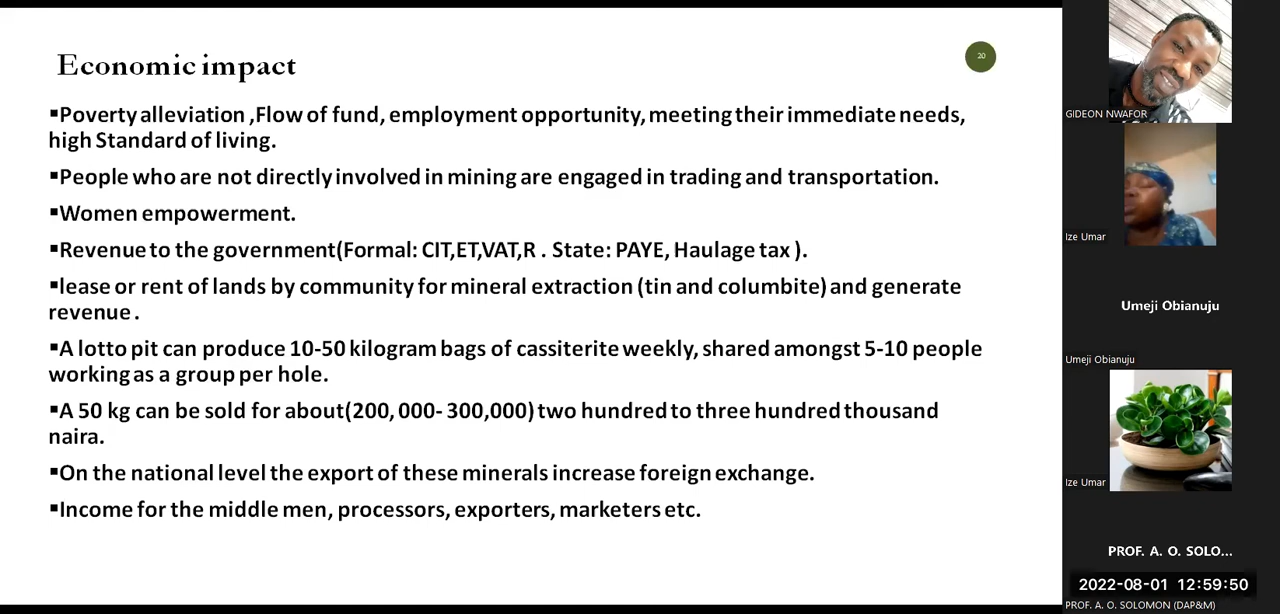 Economic impact
20
▪Poverty alleviation ,Flow of fund, employment opportunity, meeting their immediate needs,
high Standard of living.
▪People who are not directly involved in mining are engaged in trading and transportation.
▪Women empowerment.
▪Revenue to the government(Formal: CIT,ET,VAT,R . State: PAYE, Haulage tax ).
▪lease or rent of lands by community for mineral extraction (tin and columbite) and generate
revenue .
▪A lotto pit can produce 10-50 kilogram bags of cassiterite weekly, shared amongst 5-10 people
working as a group per hole.
▪A 50 kg can be sold for about(200, 000- 300,000) two hundred to three hundred thousand
naira.
▪On the national level the export of these minerals increase foreign exchange.
▪Income for the middle men, processors, exporters, marketers etc.
GIDEON NWAFOR
Ize Umar
Umeji Obianuju
Umeji Obianuju
Ize Umar
PROF. A. O. SOLO...
2022-08-01 12:59:50
PROF. A. O. SOLOMON (DAP&M)